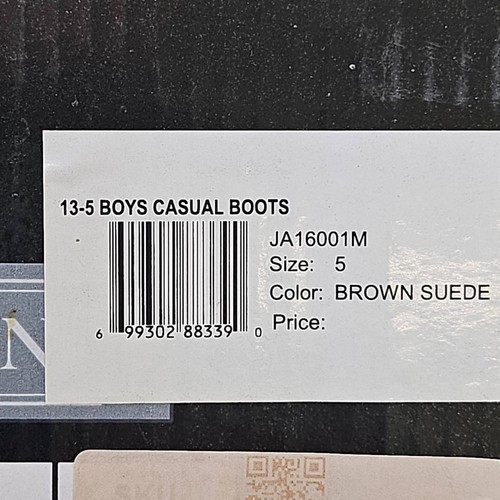 13-5 BOYS CASUAL BOOTS
JA16001M
Size: 5
Color: BROWN SUEDE
Price:
6 99302 88339 0
N